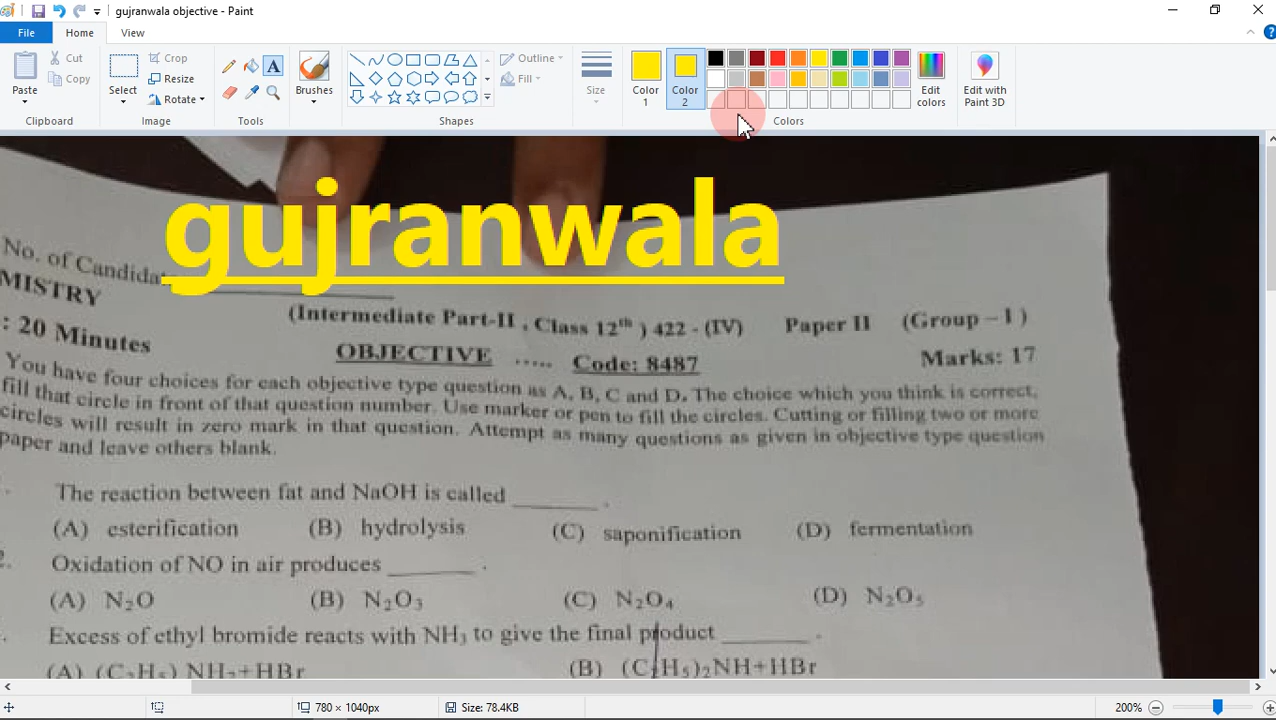 gujranwala objective - Paint
File Home View
Paste Cut Copy Clipboard
Select Crop Resize Rotate Image
Tools
Brushes
Outline Fill Shapes
Size
Color 1 Color 2 Edit colors Colors
Edit with Paint 3D
gujranwala
No. of Candidat
MISTRY
(Intermediate Part-II , Class 12th ) 422 - (IV) Paper II (Group – I )
: 20 Minutes
OBJECTIVE ..... Code: 8487 Marks: 17
You have four choices for each objective type question as A, B, C and D. The choice which you think is correct,
fill that circle in front of that question number. Use marker or pen to fill the circles. Cutting or filling two or more
circles will result in zero mark in that question. Attempt as many questions as given in objective type question
paper and leave others blank.
The reaction between fat and NaOH is called ______ .
(A) esterification (B) hydrolysis (C) saponification (D) fermentation
2. Oxidation of NO in air produces ______ .
(A) N2O (B) N2O3 (C) N2O4 (D) N2O5
Excess of ethyl bromide reacts with NH3 to give the final product ______ .
(A) (C2H5) NH2+HBr (B) (C2H5)2NH+HBr
780 × 1040px Size: 78.4KB 200%